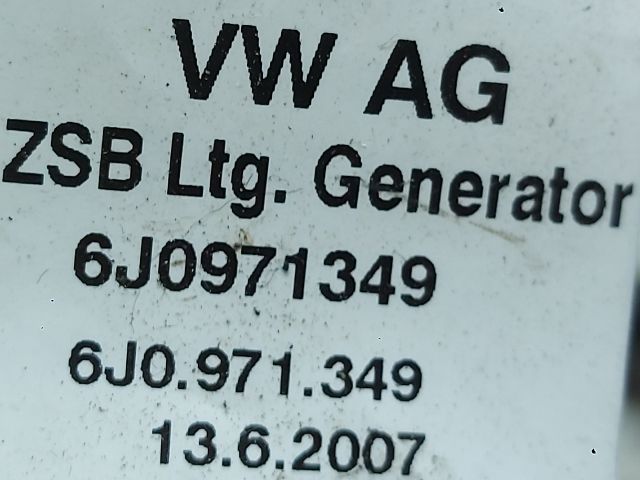 VW AG
ZSB Ltg. Generator
6J0971349
6J0.971.349
13.6.2007